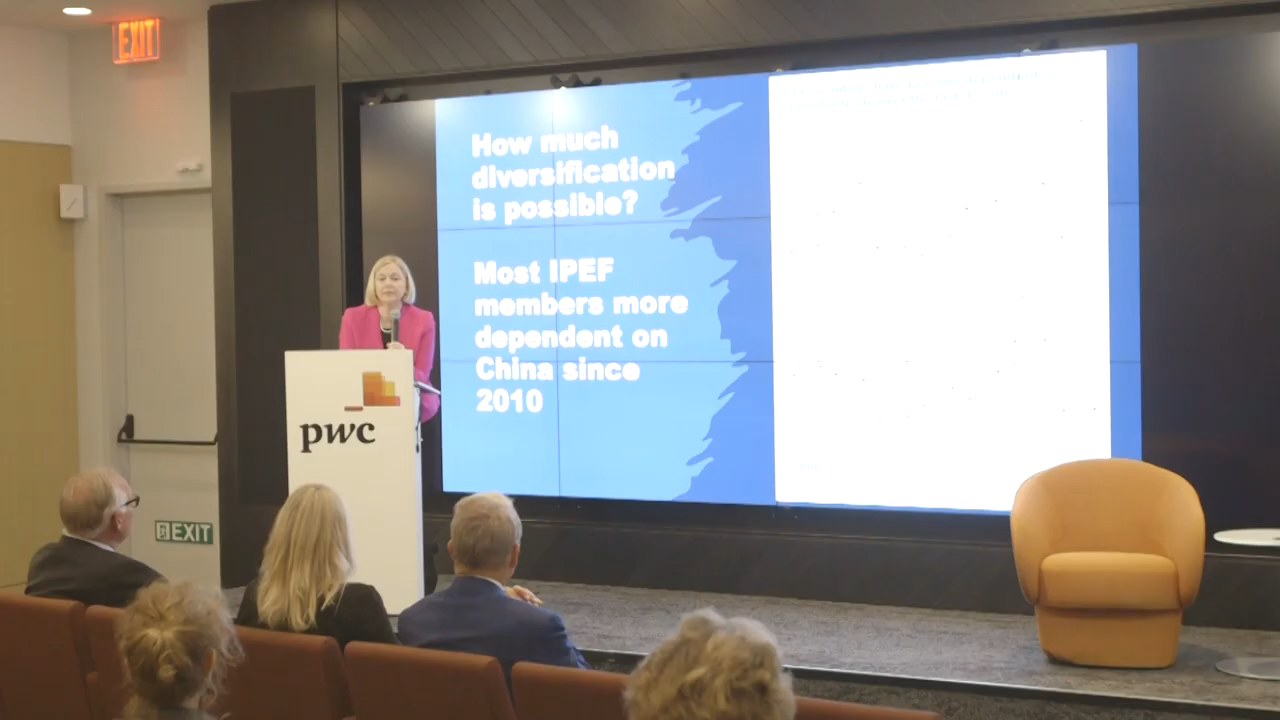 EXIT
How much
diversification
is possible?
Most IPEF
members more
dependent on
China since
2010
pwc
EXIT